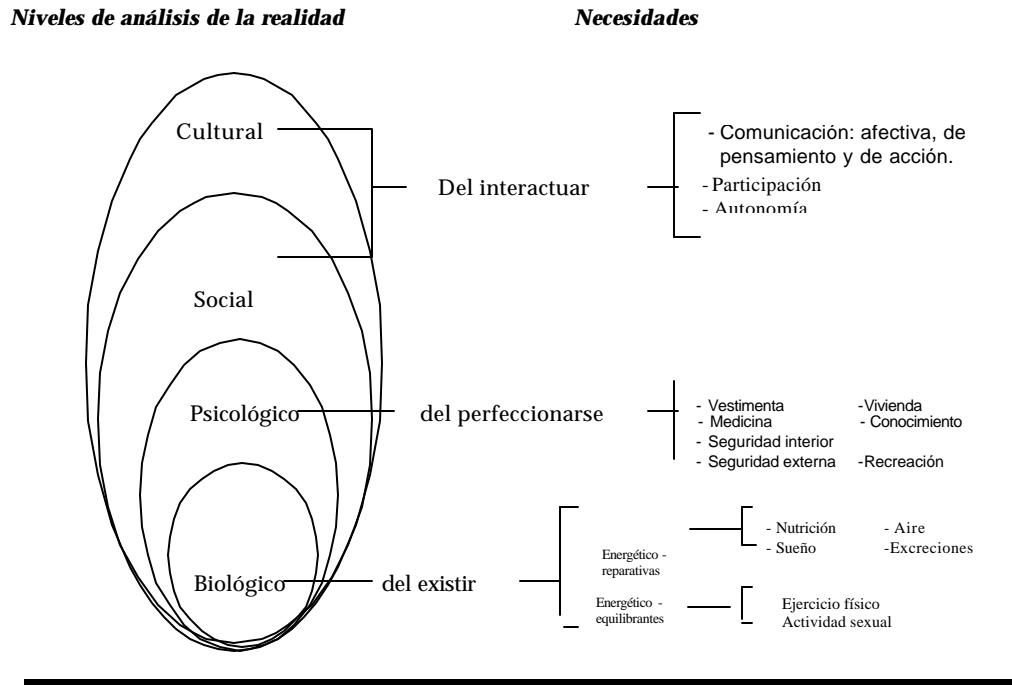 Niveles de análisis de la realidad Necesidades
Cultural
- Comunicación: afectiva, de
pensamiento y de acción.
Del interactuar
- Participación
- Autonomía
Social
Psicológico
del perfeccionarse
- Vestimenta -Vivienda
- Medicina - Conocimiento
- Seguridad interior
- Seguridad externa -Recreación
Biológico
del existir
Energético -
reparativas
- Nutrición - Aire
- Sueño -Excreciones
Energético -
equilibrantes
Ejercicio físico
Actividad sexual